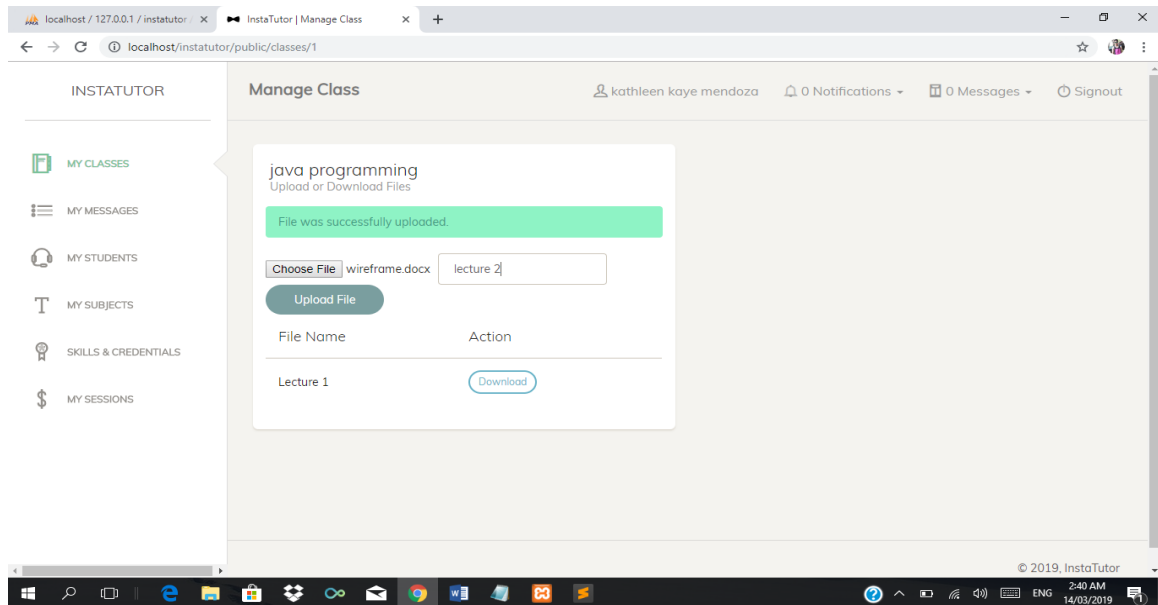 localhost / 127.0.0.1 / instatutor /
InstaTutor | Manage Class
localhost/instatutor/public/classes/1
INSTATUTOR
Manage Class
kathleen kaye mendoza
0 Notifications
0 Messages
Signout
MY CLASSES
MY MESSAGES
MY STUDENTS
MY SUBJECTS
SKILLS & CREDENTIALS
MY SESSIONS
java programming
Upload or Download Files
File was successfully uploaded.
Choose File wireframe.docx lecture 2
Upload File
File Name Action
Lecture 1 Download
© 2019, InstaTutor
ENG
2:40 AM
14/03/2019